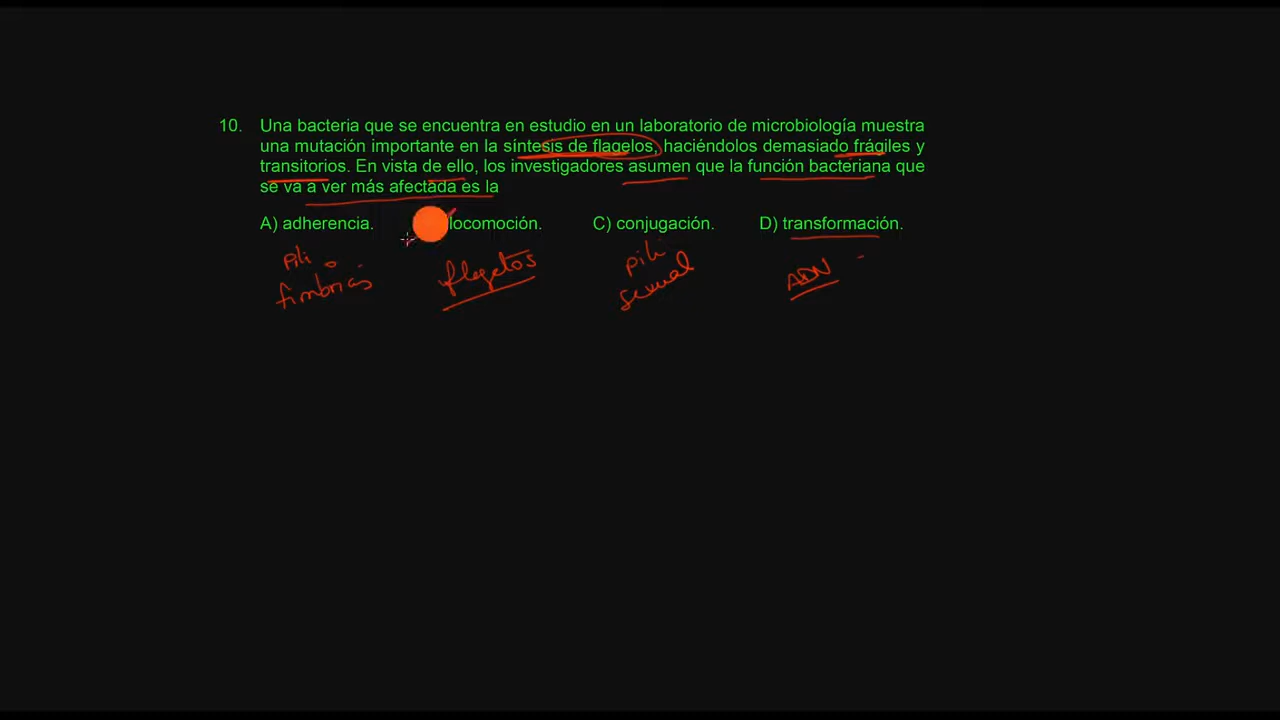 10. Una bacteria que se encuentra en estudio en un laboratorio de microbiología muestra
una mutación importante en la síntesis de flagelos, haciéndolos demasiado frágiles y
transitorios. En vista de ello, los investigadores asumen que la función bacteriana que
se va a ver más afectada es la
A) adherencia. locomoción. C) conjugación. D) transformación.
pili o
fimbrias
flagelos
pili
sexual
ADN